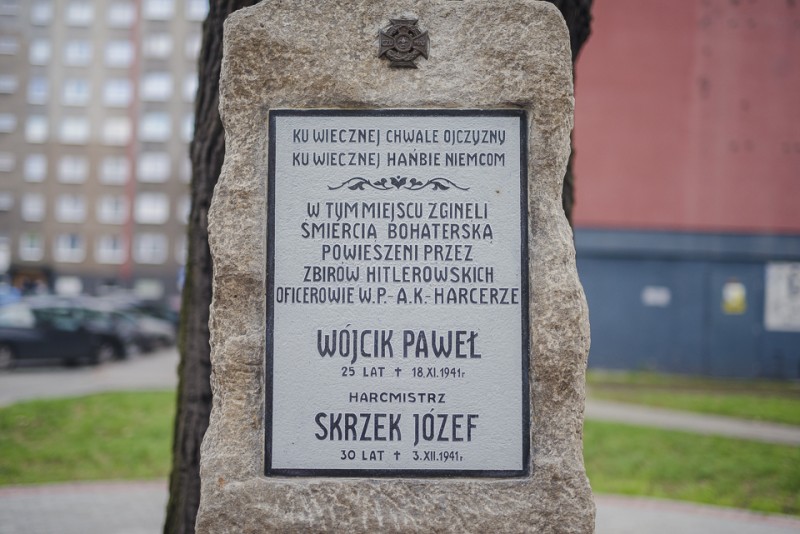 KU WIECZNEJ CHWALE OJCZYZNY
KU WIECZNEJ HAŃBIE NIEMCOM
W TYM MIEJSCU ZGINELI
ŚMIERCIA BOHATERSKĄ
POWIESZENI PRZEZ
ZBIRÓW HITLEROWSKICH
OFICEROWIE W.P.-A.K.-HARCERZE
WÓJCIK PAWEŁ
25 LAT ✝ 18.XI.1941r
HARCMISTRZ
SKRZEK JÓZEF
30 LAT ✝ 3.XII.1941r